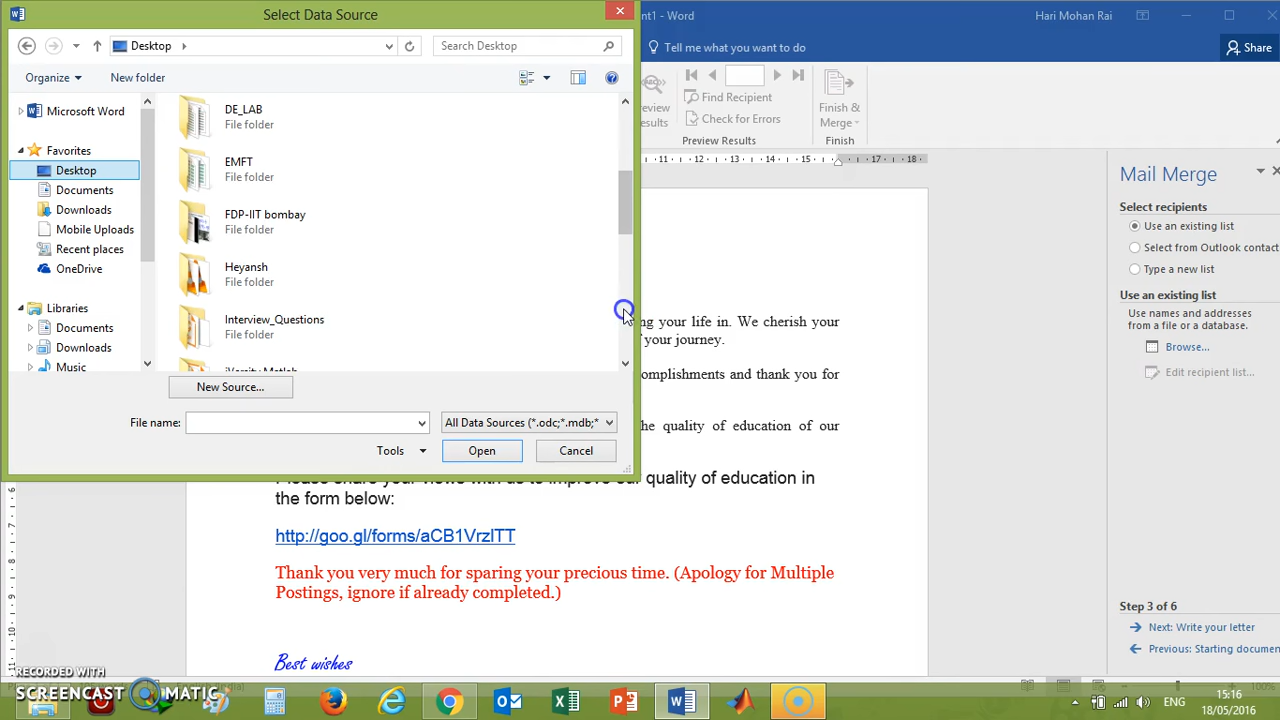 Select Data Source
nt1 - Word
Hari Mohan Rai
Desktop
Search Desktop
Tell me what you want to do
Share
Organize
New folder
Microsoft Word
Favorites
Desktop
Documents
Downloads
Mobile Uploads
Recent places
OneDrive
Libraries
Documents
Downloads
Music
DE_LAB
File folder
EMFT
File folder
FDP-IIT bombay
File folder
Heyansh
File folder
Interview_Questions
File folder
New Source...
File name:
All Data Sources (*.odc;*.mdb;*
Tools
Open
Cancel
Find Recipient
Check for Errors
Preview Results
Finish &
Merge
Finish
11 12 13 14 15 16 17 18
Mail Merge
Select recipients
Use an existing list
Select from Outlook contact
Type a new list
Use an existing list
Use names and addresses
from a file or a database.
Browse...
Edit recipient list...
Step 3 of 6
Next: Write your letter
Previous: Starting documen
ng your life in. We cherish your
your journey.
omplishments and thank you for
he quality of education of our
quality of education in
the form below:
http://goo.gl/forms/aCB1VrzITT
Thank you very much for sparing your precious time. (Apology for Multiple
Postings, ignore if already completed.)
Best wishes
RECORDED WITH
SCREENCAST MATIC
ENG
15:16
18/05/2016